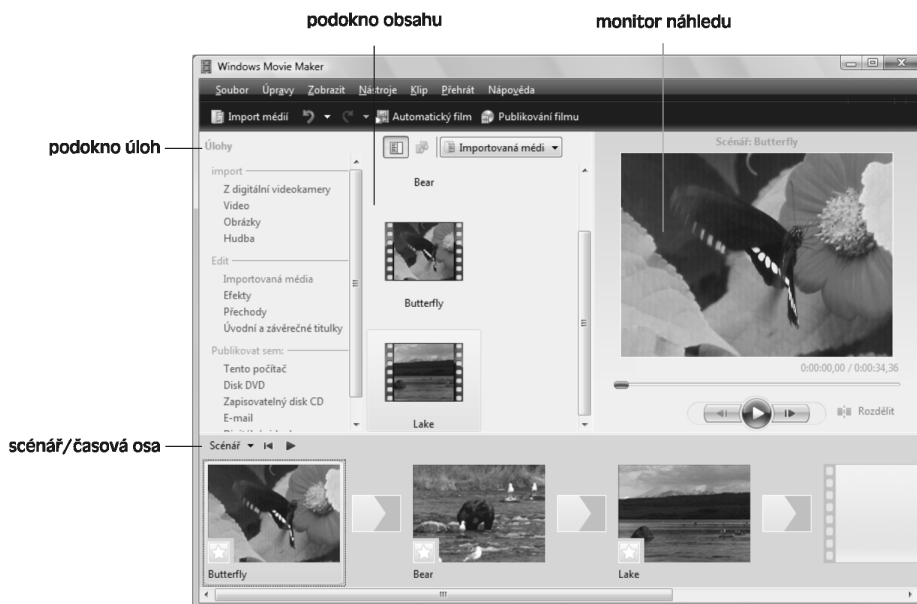 podokno obsahu
monitor náhledu
podokno úloh
scénář/časová osa
Windows Movie Maker
Soubor Úpravy Zobrazit Nástroje Klip Přehrát Nápověda
Import médií Automatický film Publikování filmu
Úlohy
import
Z digitální videokamery
Video
Obrázky
Hudba
Edit
Importovaná média
Efekty
Přechody
Úvodní a závěrečné titulky
Publikovat sem:
Tento počítač
Disk DVD
Zapisovatelný disk CD
E-mail
Importovaná médi
Bear
Butterfly
Lake
Scénář: Butterfly
0:00:00,00 / 0:00:34,36
Rozdělit
Scénář
Butterfly
Bear
Lake